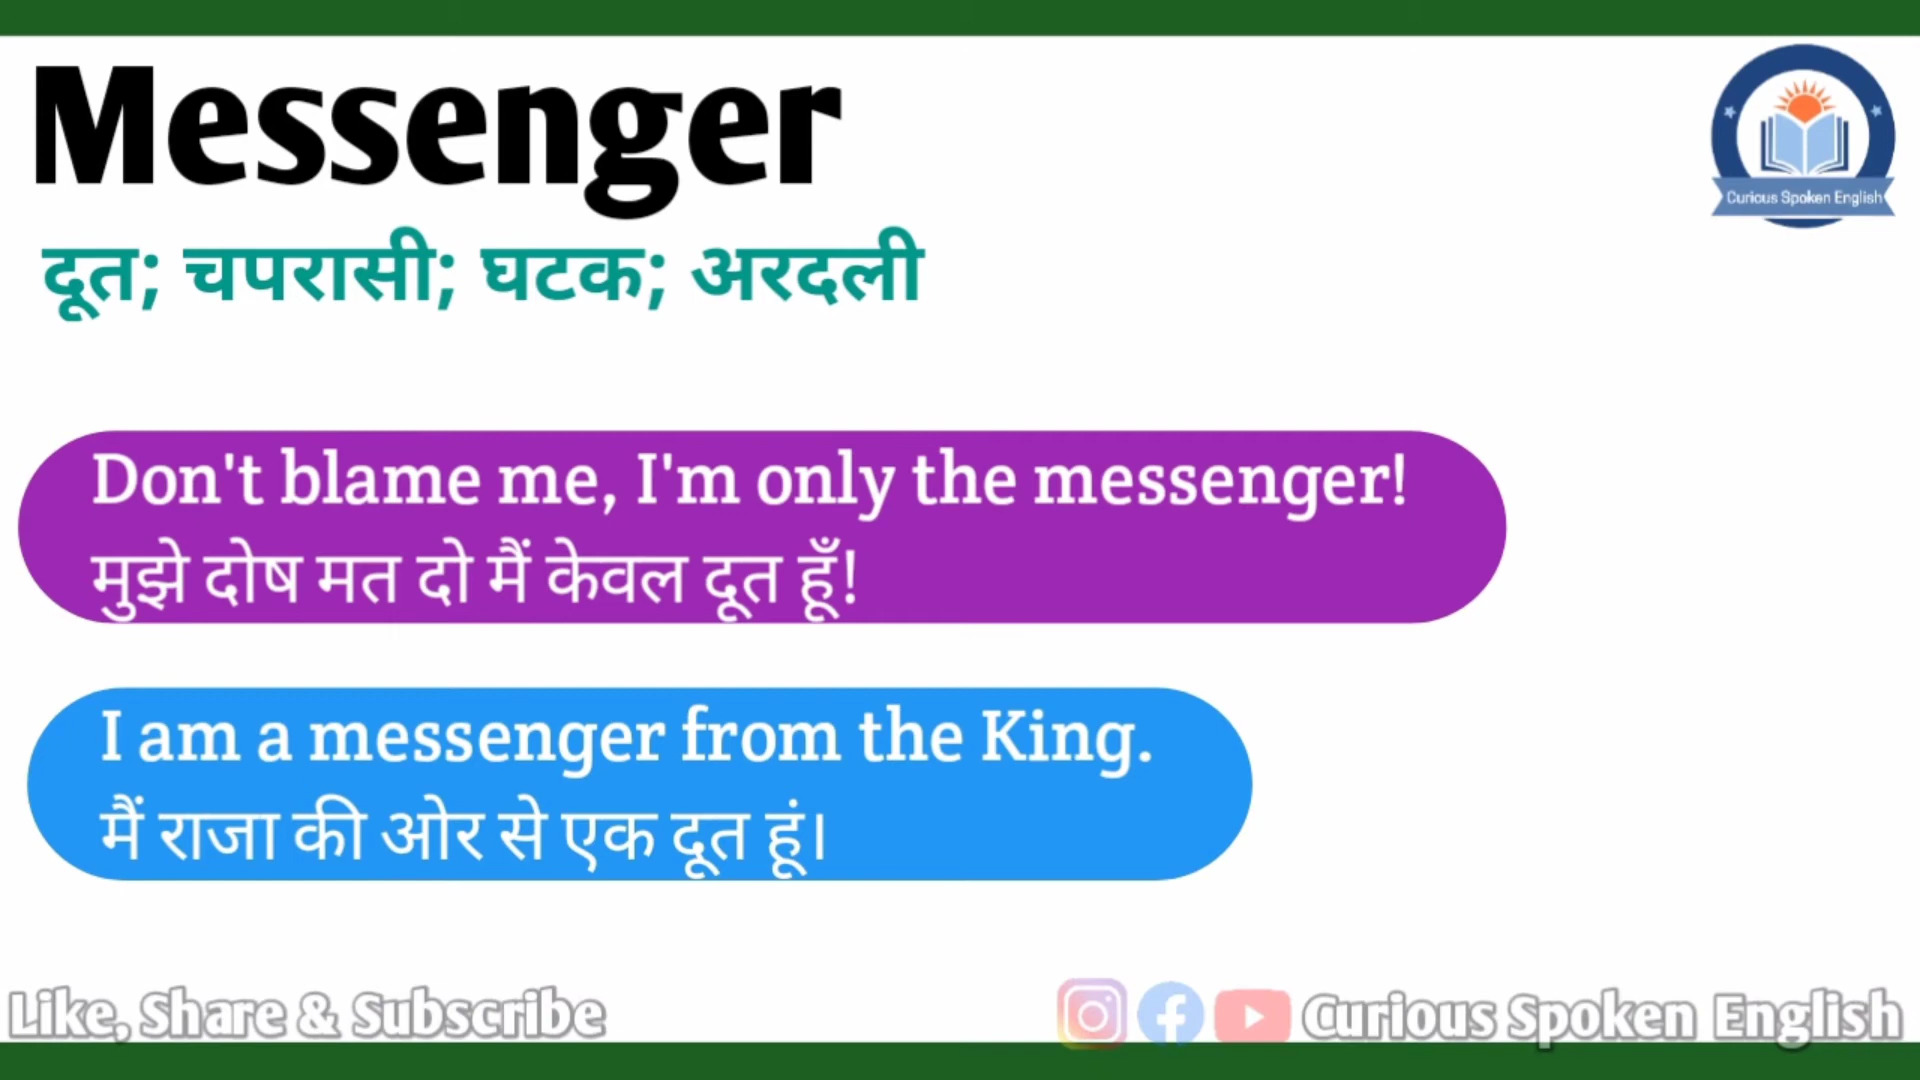 Messenger
Curious Spoken English
दूत; चपरासी; घटक; अरदली
Don't blame me, I'm only the messenger!
मुझे दोष मत दो मैं केवल दूत हूँ!
I am a messenger from the King.
मैं राजा की ओर से एक दूत हूं।
Like, Share & Subscribe
Curious Spoken English